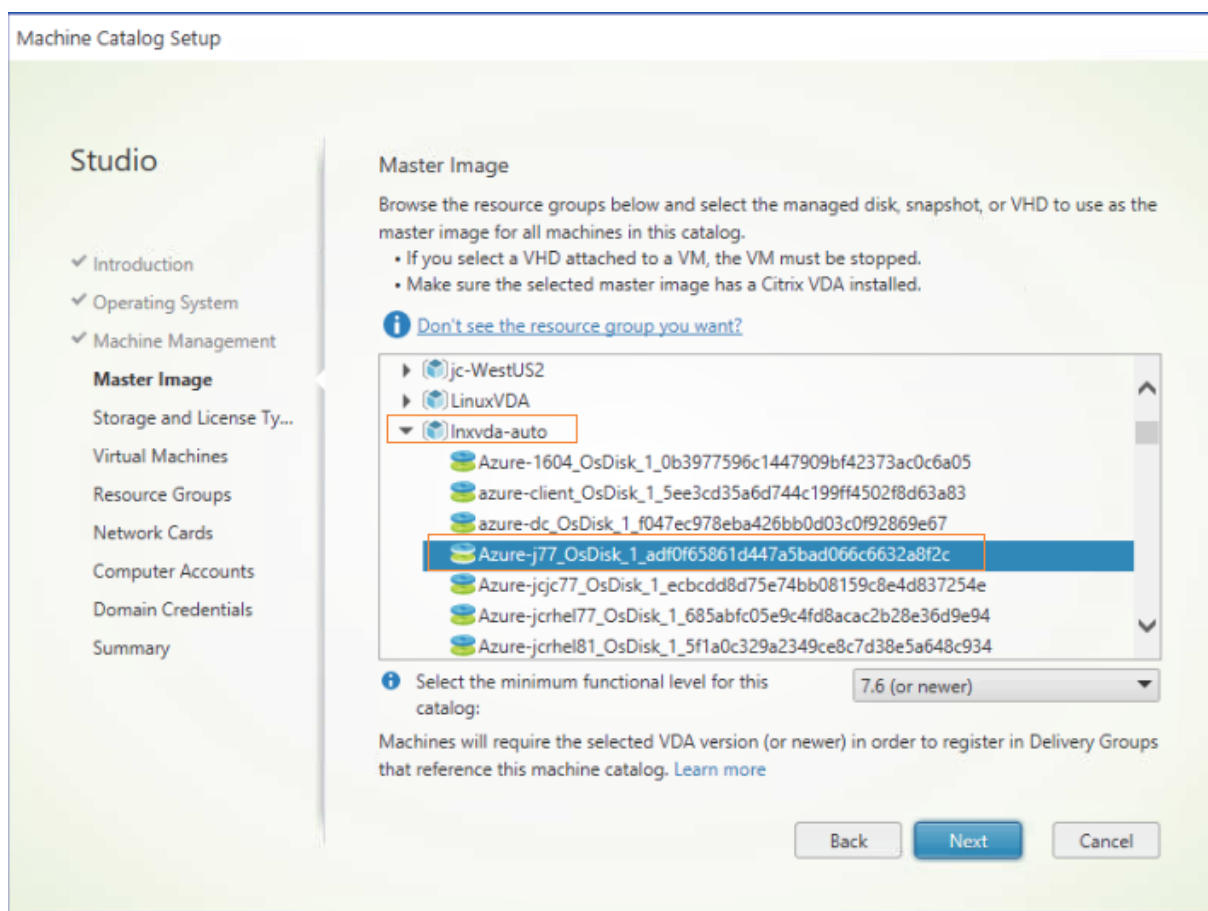 Machine Catalog Setup
Studio
Introduction
Operating System
Machine Management
Master Image
Storage and License Ty...
Virtual Machines
Resource Groups
Network Cards
Computer Accounts
Domain Credentials
Summary
Master Image
Browse the resource groups below and select the managed disk, snapshot, or VHD to use as the
master image for all machines in this catalog.
• If you select a VHD attached to a VM, the VM must be stopped.
• Make sure the selected master image has a Citrix VDA installed.
Don't see the resource group you want?
jc-WestUS2
LinuxVDA
lnxvda-auto
Azure-1604_OsDisk_1_0b3977596c1447909bf42373ac0c6a05
azure-client_OsDisk_1_5ee3cd35a6d744c199ff4502f8d63a83
azure-dc_OsDisk_1_f047ec978eba426bb0d03c0f92869e67
Azure-j77_OsDisk_1_adf0f65861d447a5bad066c6632a8f2c
Azure-jcjc77_OsDisk_1_ecbcdd8d75e74bb08159c8e4d837254e
Azure-jcrhel77_OsDisk_1_685abfc05e9c4fd8acac2b28e36d9e94
Azure-jcrhel81_OsDisk_1_5f1a0c329a2349ce8c7d38e5a648c934
Select the minimum functional level for this
catalog:
7.6 (or newer)
Machines will require the selected VDA version (or newer) in order to register in Delivery Groups
that reference this machine catalog. Learn more
Back
Next
Cancel